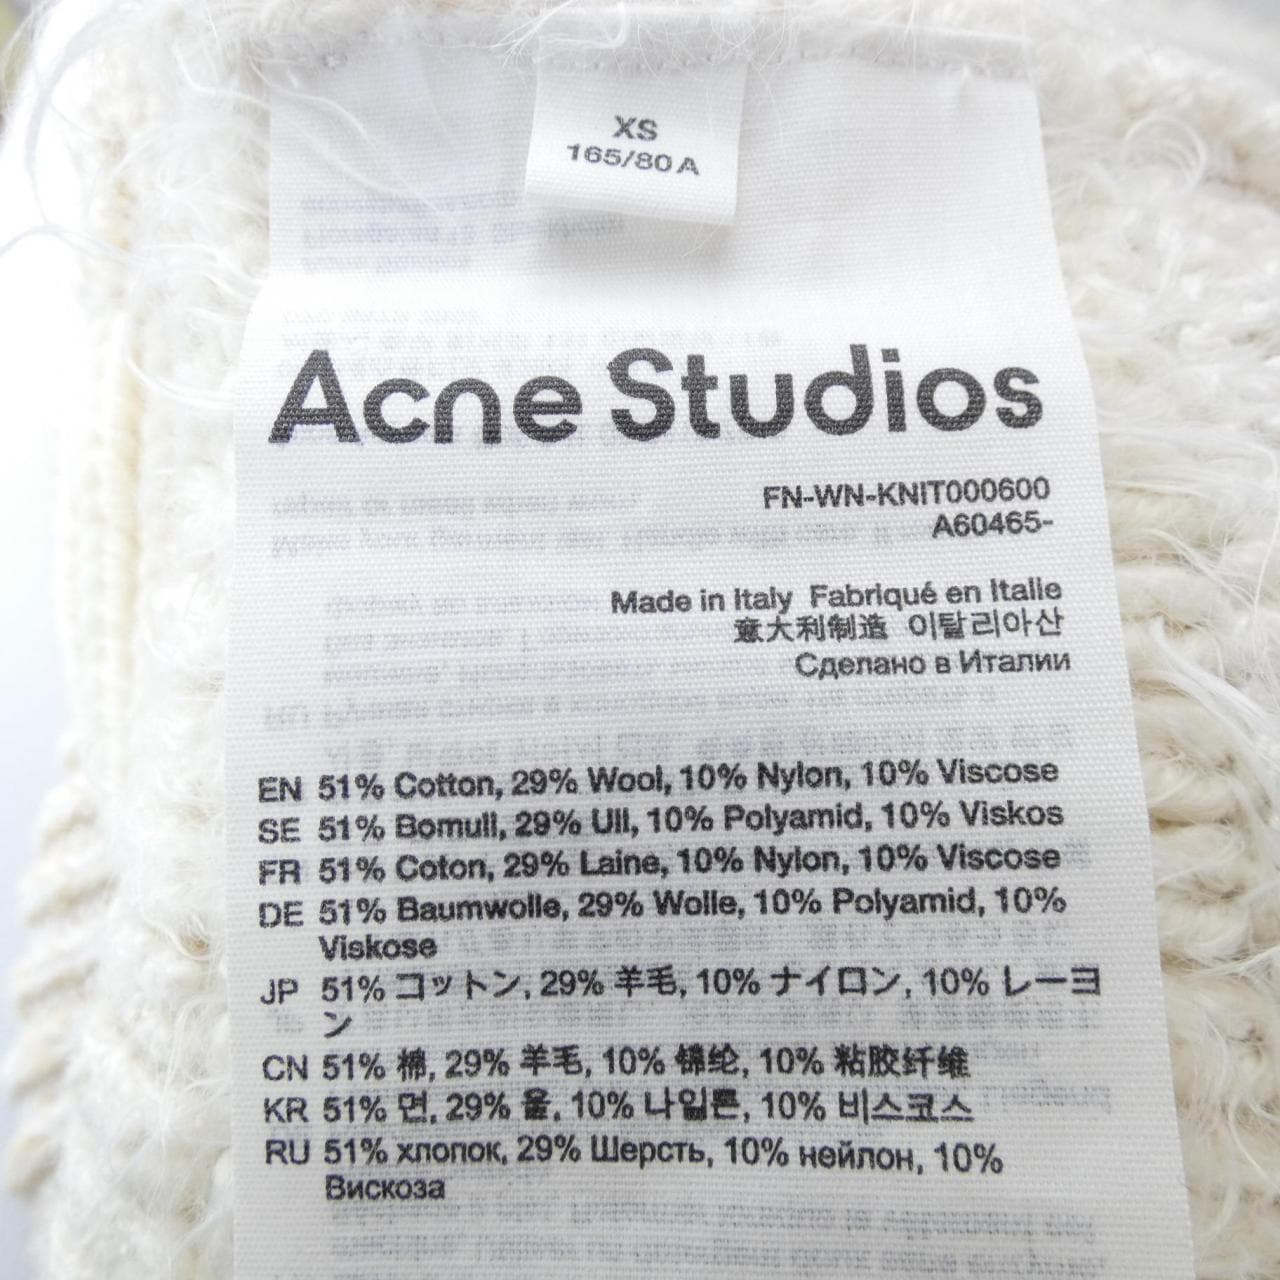 XS
165/80A
Acne Studios
FN-WN-KNIT000600
A60465-
Made in Italy Fabriqué en Italie
意大利制造 이탈리아산
Сделано в Италии
EN 51% Cotton, 29% Wool, 10% Nylon, 10% Viscose
SE 51% Bomull, 29% Ull, 10% Polyamid, 10% Viskos
FR 51% Coton, 29% Laine, 10% Nylon, 10% Viscose
DE 51% Baumwolle, 29% Wolle, 10% Polyamid, 10%
Viskose
JP 51% コットン, 29% 羊毛, 10% ナイロン, 10% レーヨ
ン
CN 51% 棉, 29% 羊毛, 10% 锦纶, 10% 粘胶纤维
KR 51% 면, 29% 울, 10% 나일론, 10% 비스코스
RU 51% хлопок, 29% Шерсть, 10% нейлон, 10%
Вискоза